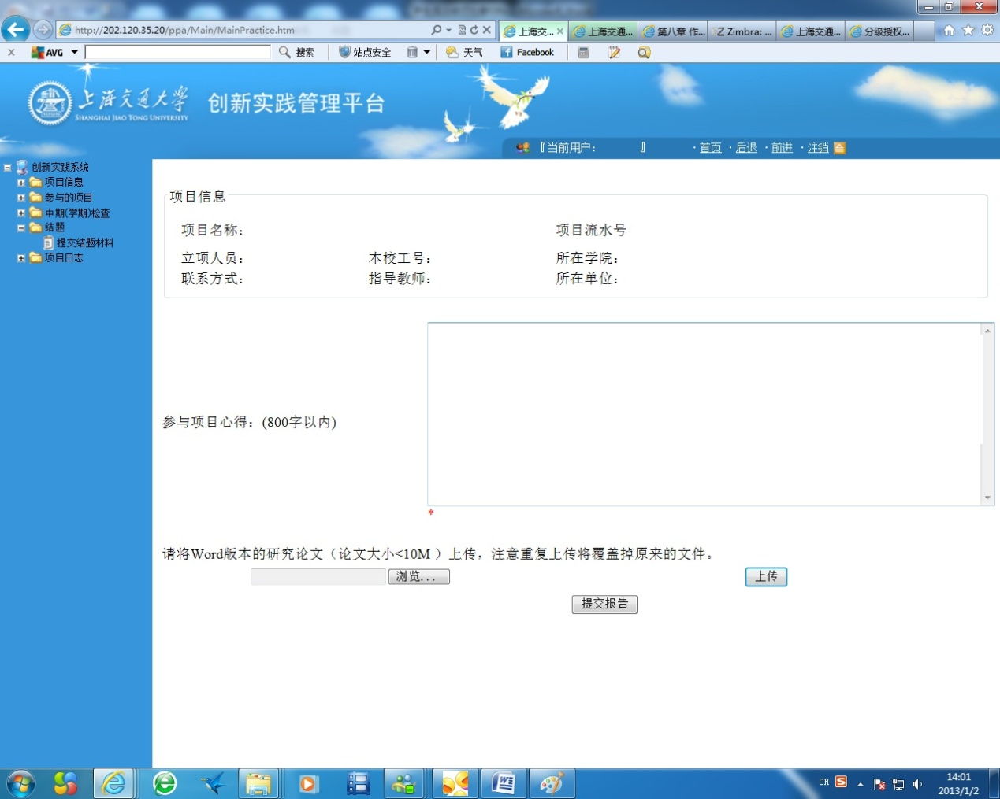 http://202.120.35.20/ppa/Main/MainPractice.htm
上海交...
上海交通...
第八章 作...
Zimbra: ...
上海交通...
分级授权...
AVG
搜索
站点安全
天气
Facebook
上海交通大学
SHANGHAI JIAO TONG UNIVERSITY
创新实践管理平台
『当前用户: 』 ·首页 ·后退 ·前进 ·注销
创新实践系统
项目信息
参与的项目
中期(学期)检查
结题
提交结题材料
项目日志
项目信息
项目名称: 项目流水号
立项人员: 本校工号: 所在学院:
联系方式: 指导教师: 所在单位:
参与项目心得: (800字以内)
*
请将Word版本的研究论文（论文大小<10M ）上传，注意重复上传将覆盖掉原来的文件。
浏览... 上传
提交报告
CH
14:01
2013/1/2